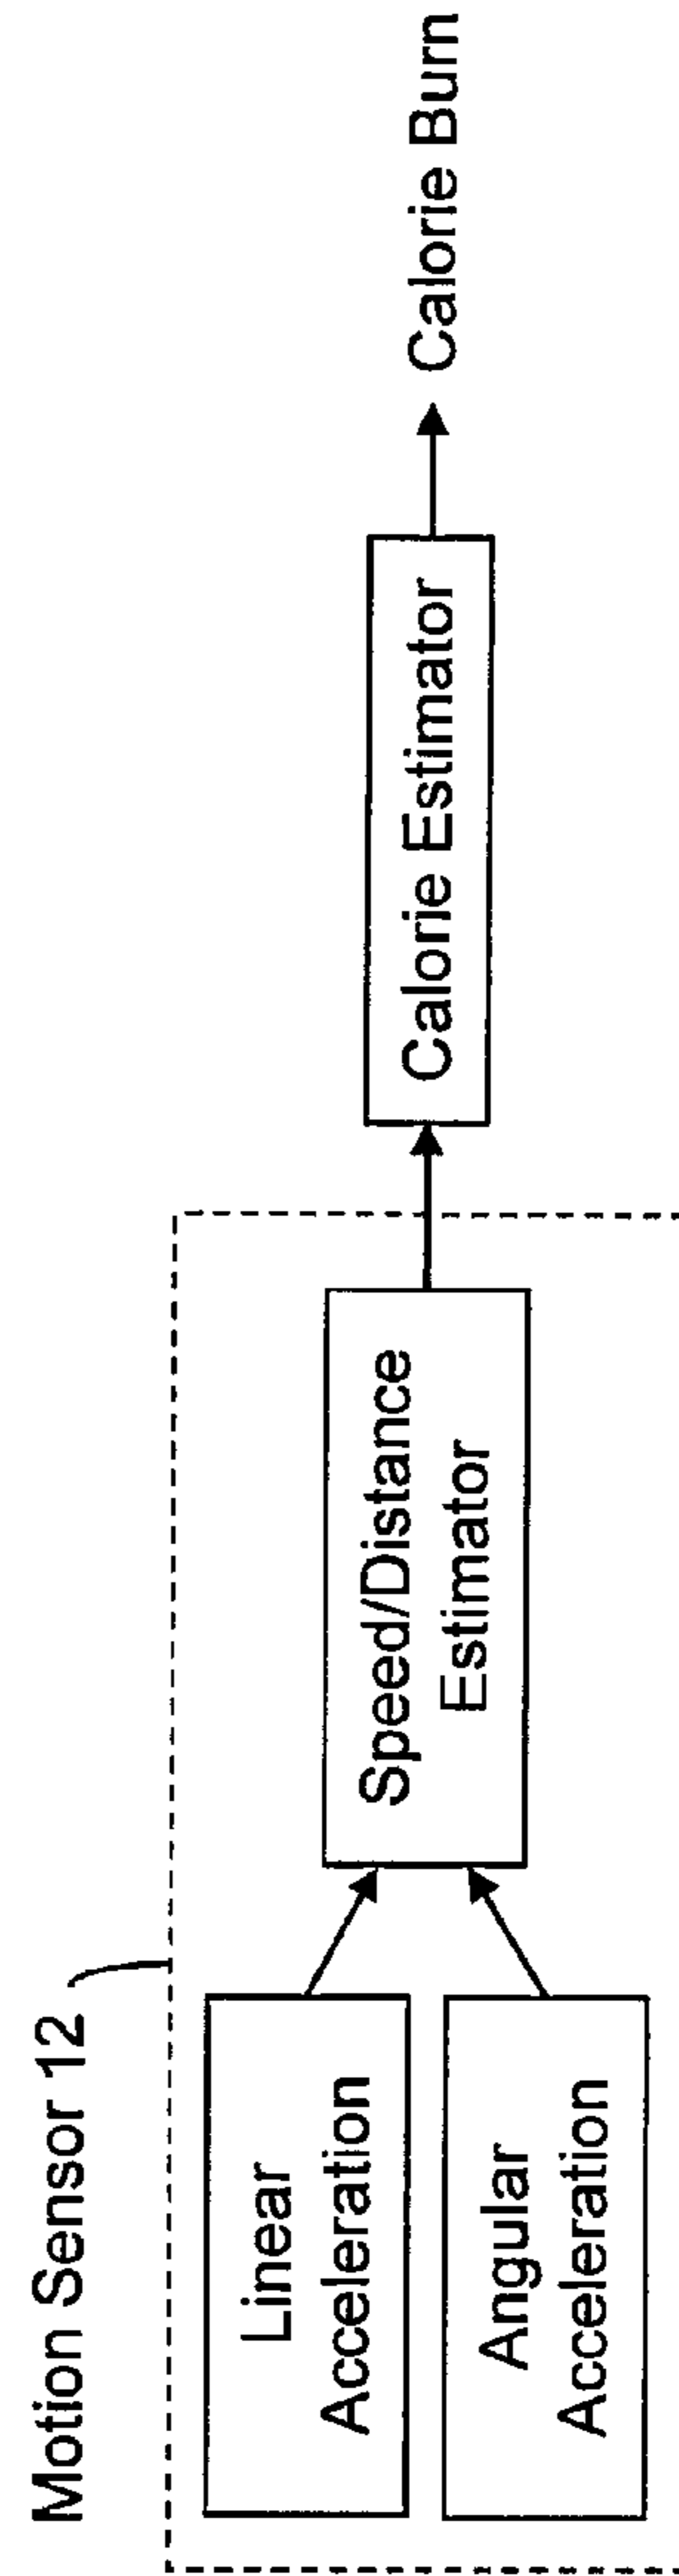 Motion Sensor 12
Linear
Acceleration
Angular
Acceleration
Speed/Distance
Estimator
Calorie Estimator
Calorie Burn